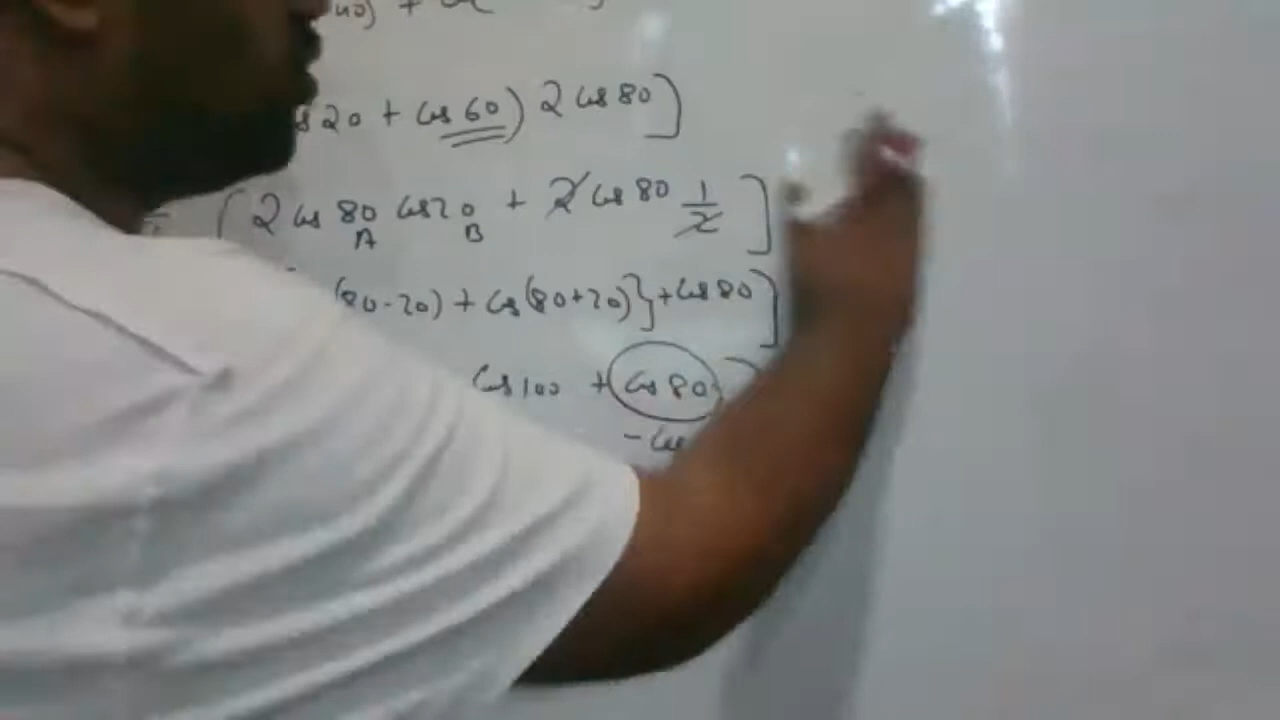 40) +
20 + Cos 60) 2 Cos 80]
[2 Cos 80 Cos 20 + 2 Cos 80 1/2]
A B
(80-20) + Cos(80+20)} + Cos 80]
Cos 100 + Cos 80]
- Cos